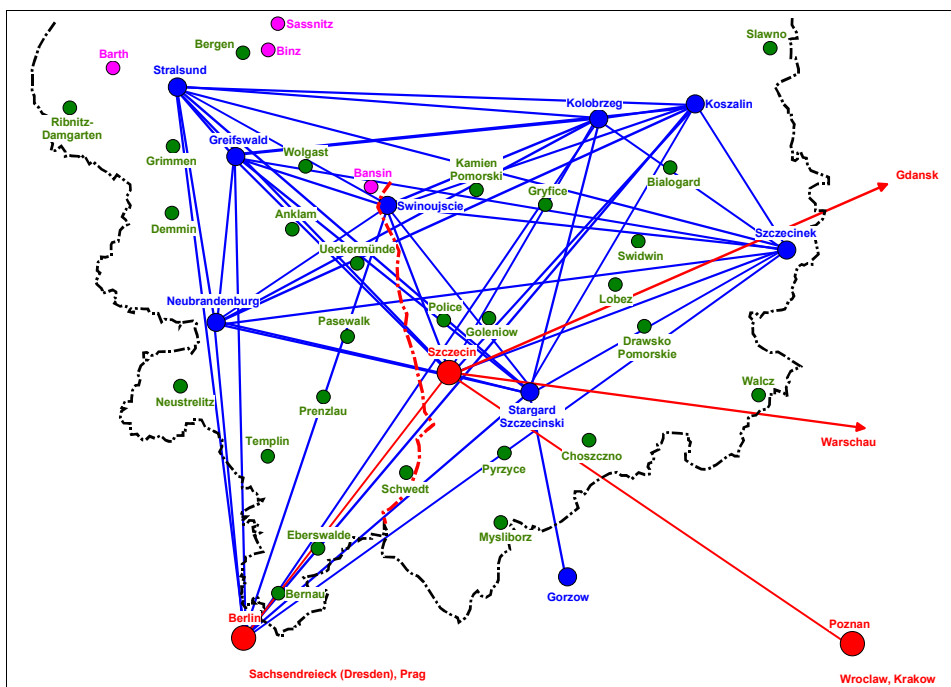 Sassnitz
Slawno
Bergen
Binz
Barth
Stralsund
Kolobrzeg
Koszalin
Ribnitz-
Damgarten
Greifswald
Grimmen
Wolgast
Kamien
Pomorski
Bansin
Bialogard
Gdansk
Gryfice
Swinoujscie
Anklam
Demmin
Szczecinek
Ueckermünde
Swidwin
Neubrandenburg
Lobez
Pasewalk
Police
Goleniow
Drawsko
Pomorskie
Szczecin
Walcz
Neustrelitz
Stargard
Szczecinski
Prenzlau
Warschau
Templin
Choszczno
Pyrzyce
Schwedt
Eberswalde
Mysliborz
Bernau
Gorzow
Berlin
Poznan
Sachsendreieck (Dresden), Prag
Wroclaw, Krakow